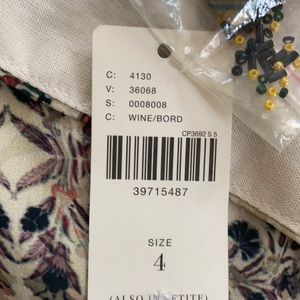 C: 4130
V: 36068
S: 0008008
C: WINE/BORD
CP3692 5 5
39715487
SIZE
4
(ALSO IN PETITE)